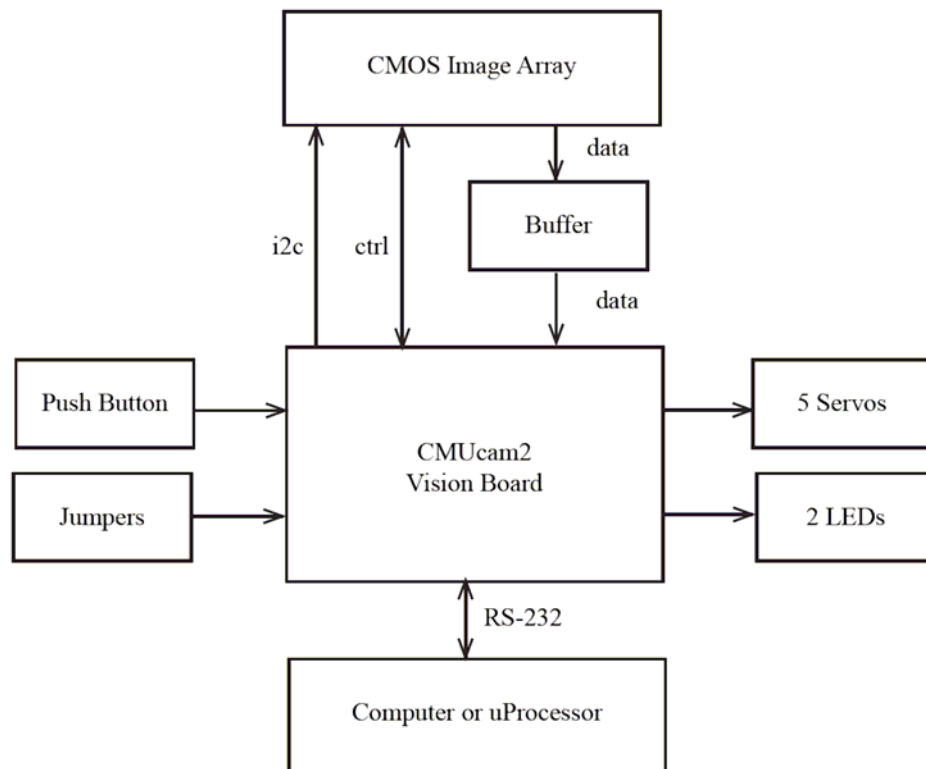 CMOS Image Array
data
Buffer
i2c
ctrl
data
Push Button
CMUcam2
Vision Board
5 Servos
Jumpers
2 LEDs
RS-232
Computer or uProcessor